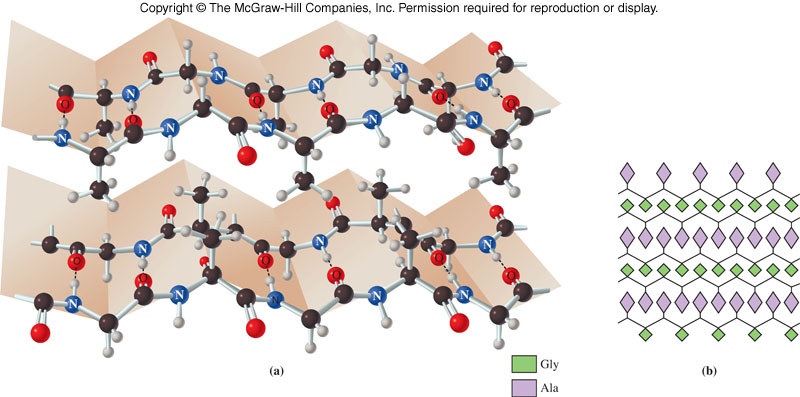 Copyright © The McGraw-Hill Companies, Inc. Permission required for reproduction or display.
N N N N N
O O O O
N N N N
N N
O O O O
N N N N
(a)
Gly
Ala
(b)